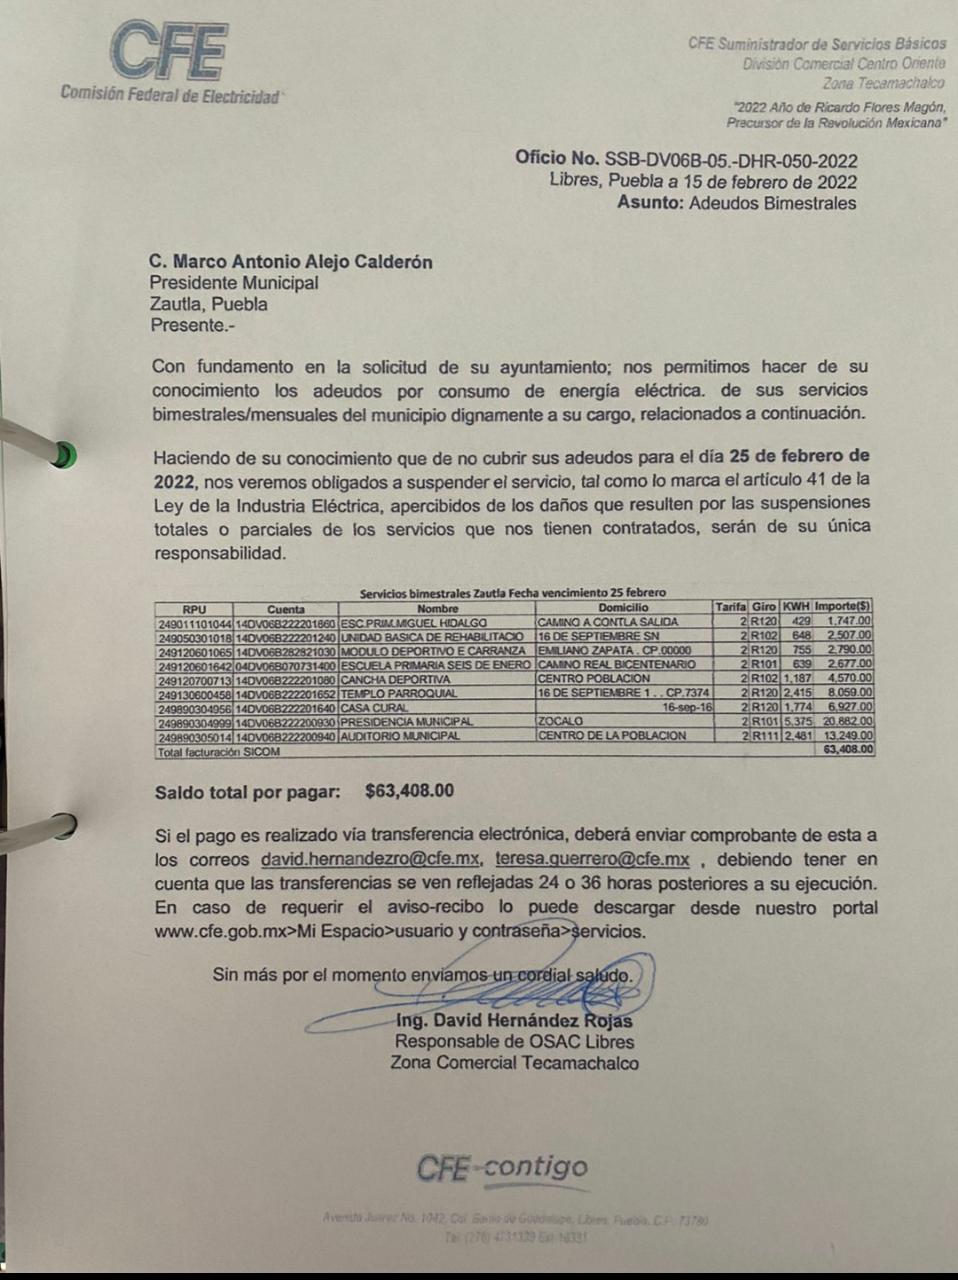 CFE
Comisión Federal de Electricidad
CFE Suministrador de Servicios Básicos
División Comercial Centro Oriente
Zona Tecamachalco
"2022 Año de Ricardo Flores Magón,
Precursor de la Revolución Mexicana"
Oficio No. SSB-DV06B-05.-DHR-050-2022
Libres, Puebla a 15 de febrero de 2022
Asunto: Adeudos Bimestrales
C. Marco Antonio Alejo Calderón
Presidente Municipal
Zautla, Puebla
Presente.-
Con fundamento en la solicitud de su ayuntamiento; nos permitimos hacer de su
conocimiento los adeudos por consumo de energía eléctrica. de sus servicios
bimestrales/mensuales del municipio dignamente a su cargo, relacionados a continuación.
Haciendo de su conocimiento que de no cubrir sus adeudos para el día 25 de febrero de
2022, nos veremos obligados a suspender el servicio, tal como lo marca el artículo 41 de la
Ley de la Industria Eléctrica, apercibidos de los daños que resulten por las suspensiones
totales o parciales de los servicios que nos tienen contratados, serán de su única
responsabilidad.
Servicios bimestrales Zautla Fecha vencimiento 25 febrero
RPU Cuenta Nombre Domicilio Tarifa Giro KWH Importe($)
249011101044 14DV06B222201860 ESC.PRIM.MIGUEL HIDALGO CAMINO A CONTLA SALIDA 2 R120 429 1,747.00
249050301018 14DV06B222201240 UNIDAD BASICA DE REHABILITACIO 16 DE SEPTIEMBRE SN 2 R102 648 2,507.00
249120601065 14DV06B282821030 MODULO DEPORTIVO E CARRANZA EMILIANO ZAPATA . CP.00000 2 R120 755 2,790.00
249120601642 04DV06B070731400 ESCUELA PRIMARIA SEIS DE ENERO CAMINO REAL BICENTENARIO 2 R101 639 2,677.00
249120700713 14DV06B222201080 CANCHA DEPORTIVA CENTRO POBLACION 2 R102 1,187 4,570.00
249130600458 14DV06B222201652 TEMPLO PARROQUIAL 16 DE SEPTIEMBRE 1 . . CP.7374 2 R120 2,415 8,059.00
249890304956 14DV06B222201640 CASA CURAL 16-sep-16 2 R120 1,774 6,927.00
249890304999 14DV06B222200930 PRESIDENCIA MUNICIPAL ZOCALO 2 R101 5,375 20,882.00
249890305014 14DV06B222200940 AUDITORIO MUNICIPAL CENTRO DE LA POBLACION 2 R111 2,481 13,249.00
Total facturación SICOM 63,408.00
Saldo total por pagar: $63,408.00
Si el pago es realizado vía transferencia electrónica, deberá enviar comprobante de esta a
los correos david.hernandezro@cfe.mx, teresa.guerrero@cfe.mx , debiendo tener en
cuenta que las transferencias se ven reflejadas 24 o 36 horas posteriores a su ejecución.
En caso de requerir el aviso-recibo lo puede descargar desde nuestro portal
www.cfe.gob.mx>Mi Espacio>usuario y contraseña>servicios.
Sin más por el momento enviamos un cordial saludo.
Ing. David Hernández Rojas
Responsable de OSAC Libres
Zona Comercial Tecamachalco
CFE-contigo
Avenida Juárez No. 1042, Col. Barrio de Guadalupe, Libres, Puebla. C.P. 73780
Tel. (276) 4731339 Ext.